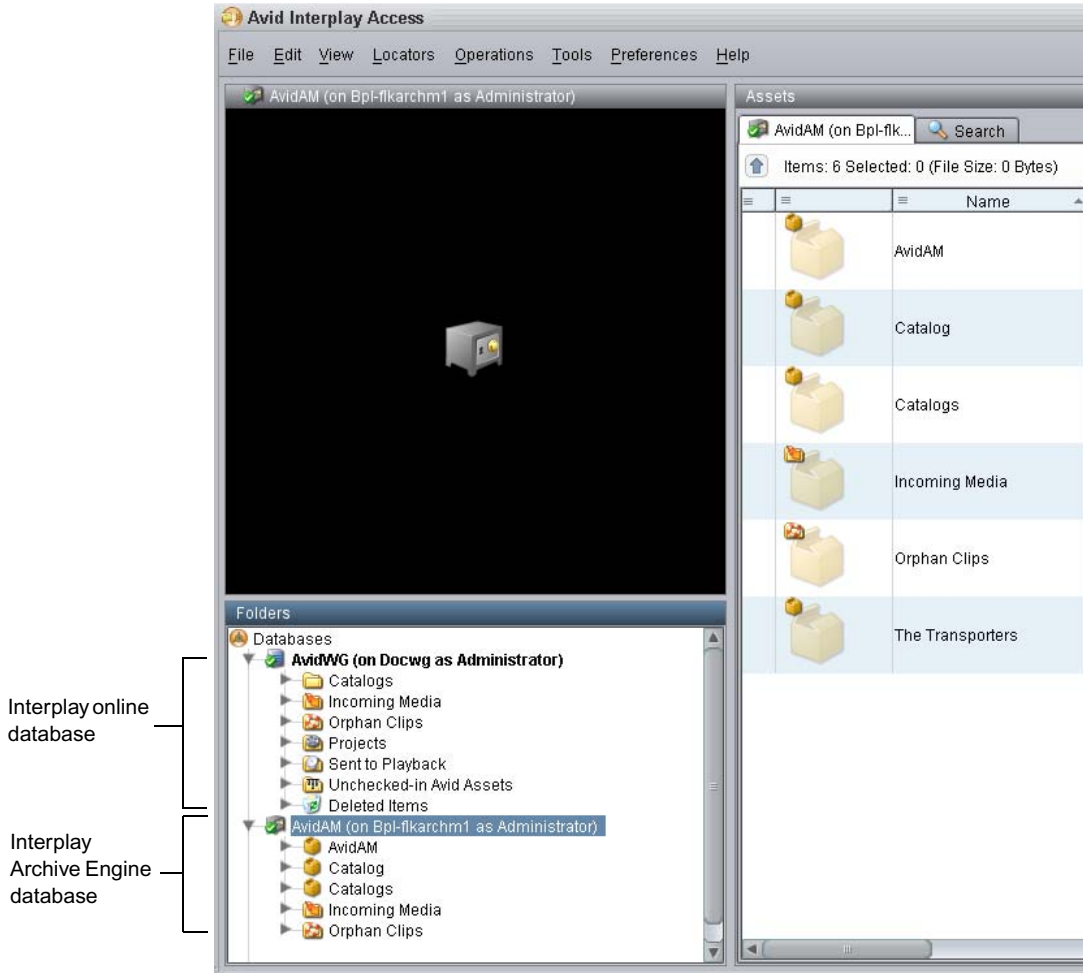 Avid Interplay Access
File Edit View Locators Operations Tools Preferences Help
AvidAM (on Bpl-flkarchm1 as Administrator)
Assets
AvidAM (on Bpl-flk... Search
Items: 6 Selected: 0 (File Size: 0 Bytes)
Name
AvidAM
Catalog
Catalogs
Incoming Media
Orphan Clips
The Transporters
Folders
Databases
AvidWG (on Docwg as Administrator)
Catalogs
Incoming Media
Orphan Clips
Projects
Sent to Playback
Unchecked-in Avid Assets
Deleted Items
AvidAM (on Bpl-flkarchm1 as Administrator)
AvidAM
Catalog
Catalogs
Incoming Media
Orphan Clips
Interplay online
database
Interplay
Archive Engine
database